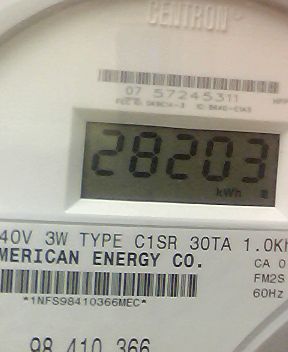 CENTRON®
07 57245311
28203
kWh
40V 3W TYPE C1SR 30TA 1.0Kh
MERICAN ENERGY CO.
CA 0
FM2S
60Hz
*1NFS98410366MEC*
98 410 366